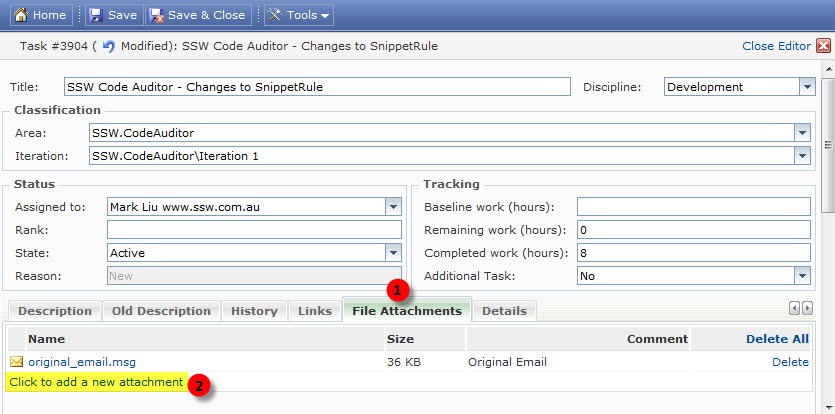 Home Save Save & Close Tools
Task #3904 ( Modified): SSW Code Auditor - Changes to SnippetRule Close Editor
Title: SSW Code Auditor - Changes to SnippetRule Discipline: Development
Classification
Area: SSW.CodeAuditor
Iteration: SSW.CodeAuditor\Iteration 1
Status Tracking
Assigned to: Mark Liu www.ssw.com.au Baseline work (hours):
Rank: Remaining work (hours): 0
State: Active Completed work (hours): 8
Reason: New Additional Task: No
1
Description Old Description History Links File Attachments Details
Name Size Comment Delete All
original_email.msg 36 KB Original Email Delete
Click to add a new attachment 2